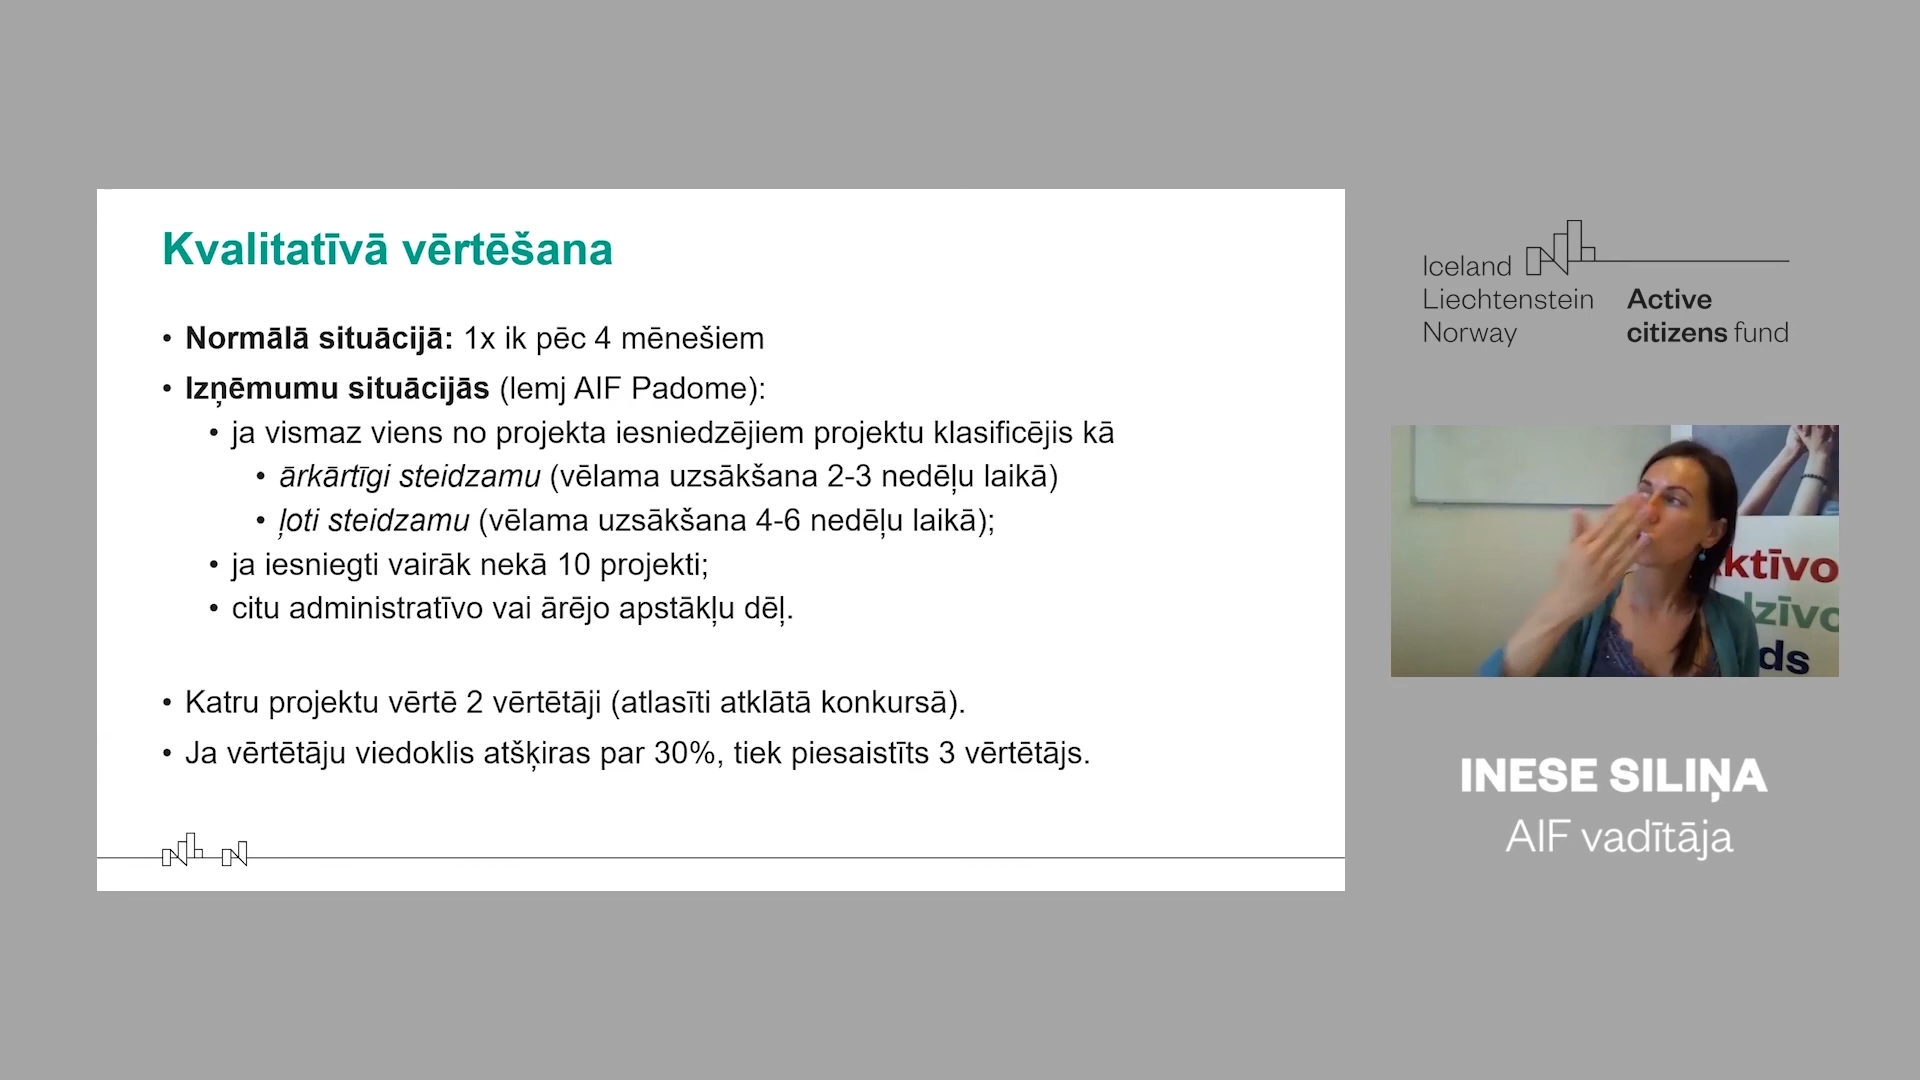 Kvalitatīvā vērtēšana
• Normālā situācijā: 1x ik pēc 4 mēnešiem
• Izņēmumu situācijās (lemj AIF Padome):
• ja vismaz viens no projekta iesniedzējiem projektu klasificējis kā
• ārkārtīgi steidzamu (vēlama uzsākšana 2-3 nedēļu laikā)
• ļoti steidzamu (vēlama uzsākšana 4-6 nedēļu laikā);
• ja iesniegti vairāk nekā 10 projekti;
• citu administratīvo vai ārējo apstākļu dēļ.
• Katru projektu vērtē 2 vērtētāji (atlasīti atklātā konkursā).
• Ja vērtētāju viedoklis atšķiras par 30%, tiek piesaistīts 3 vērtētājs.
Iceland
Liechtenstein Active
Norway citizens fund
ktīvo
dzīvo
ds
INESE SILIŅA
AIF vadītāja